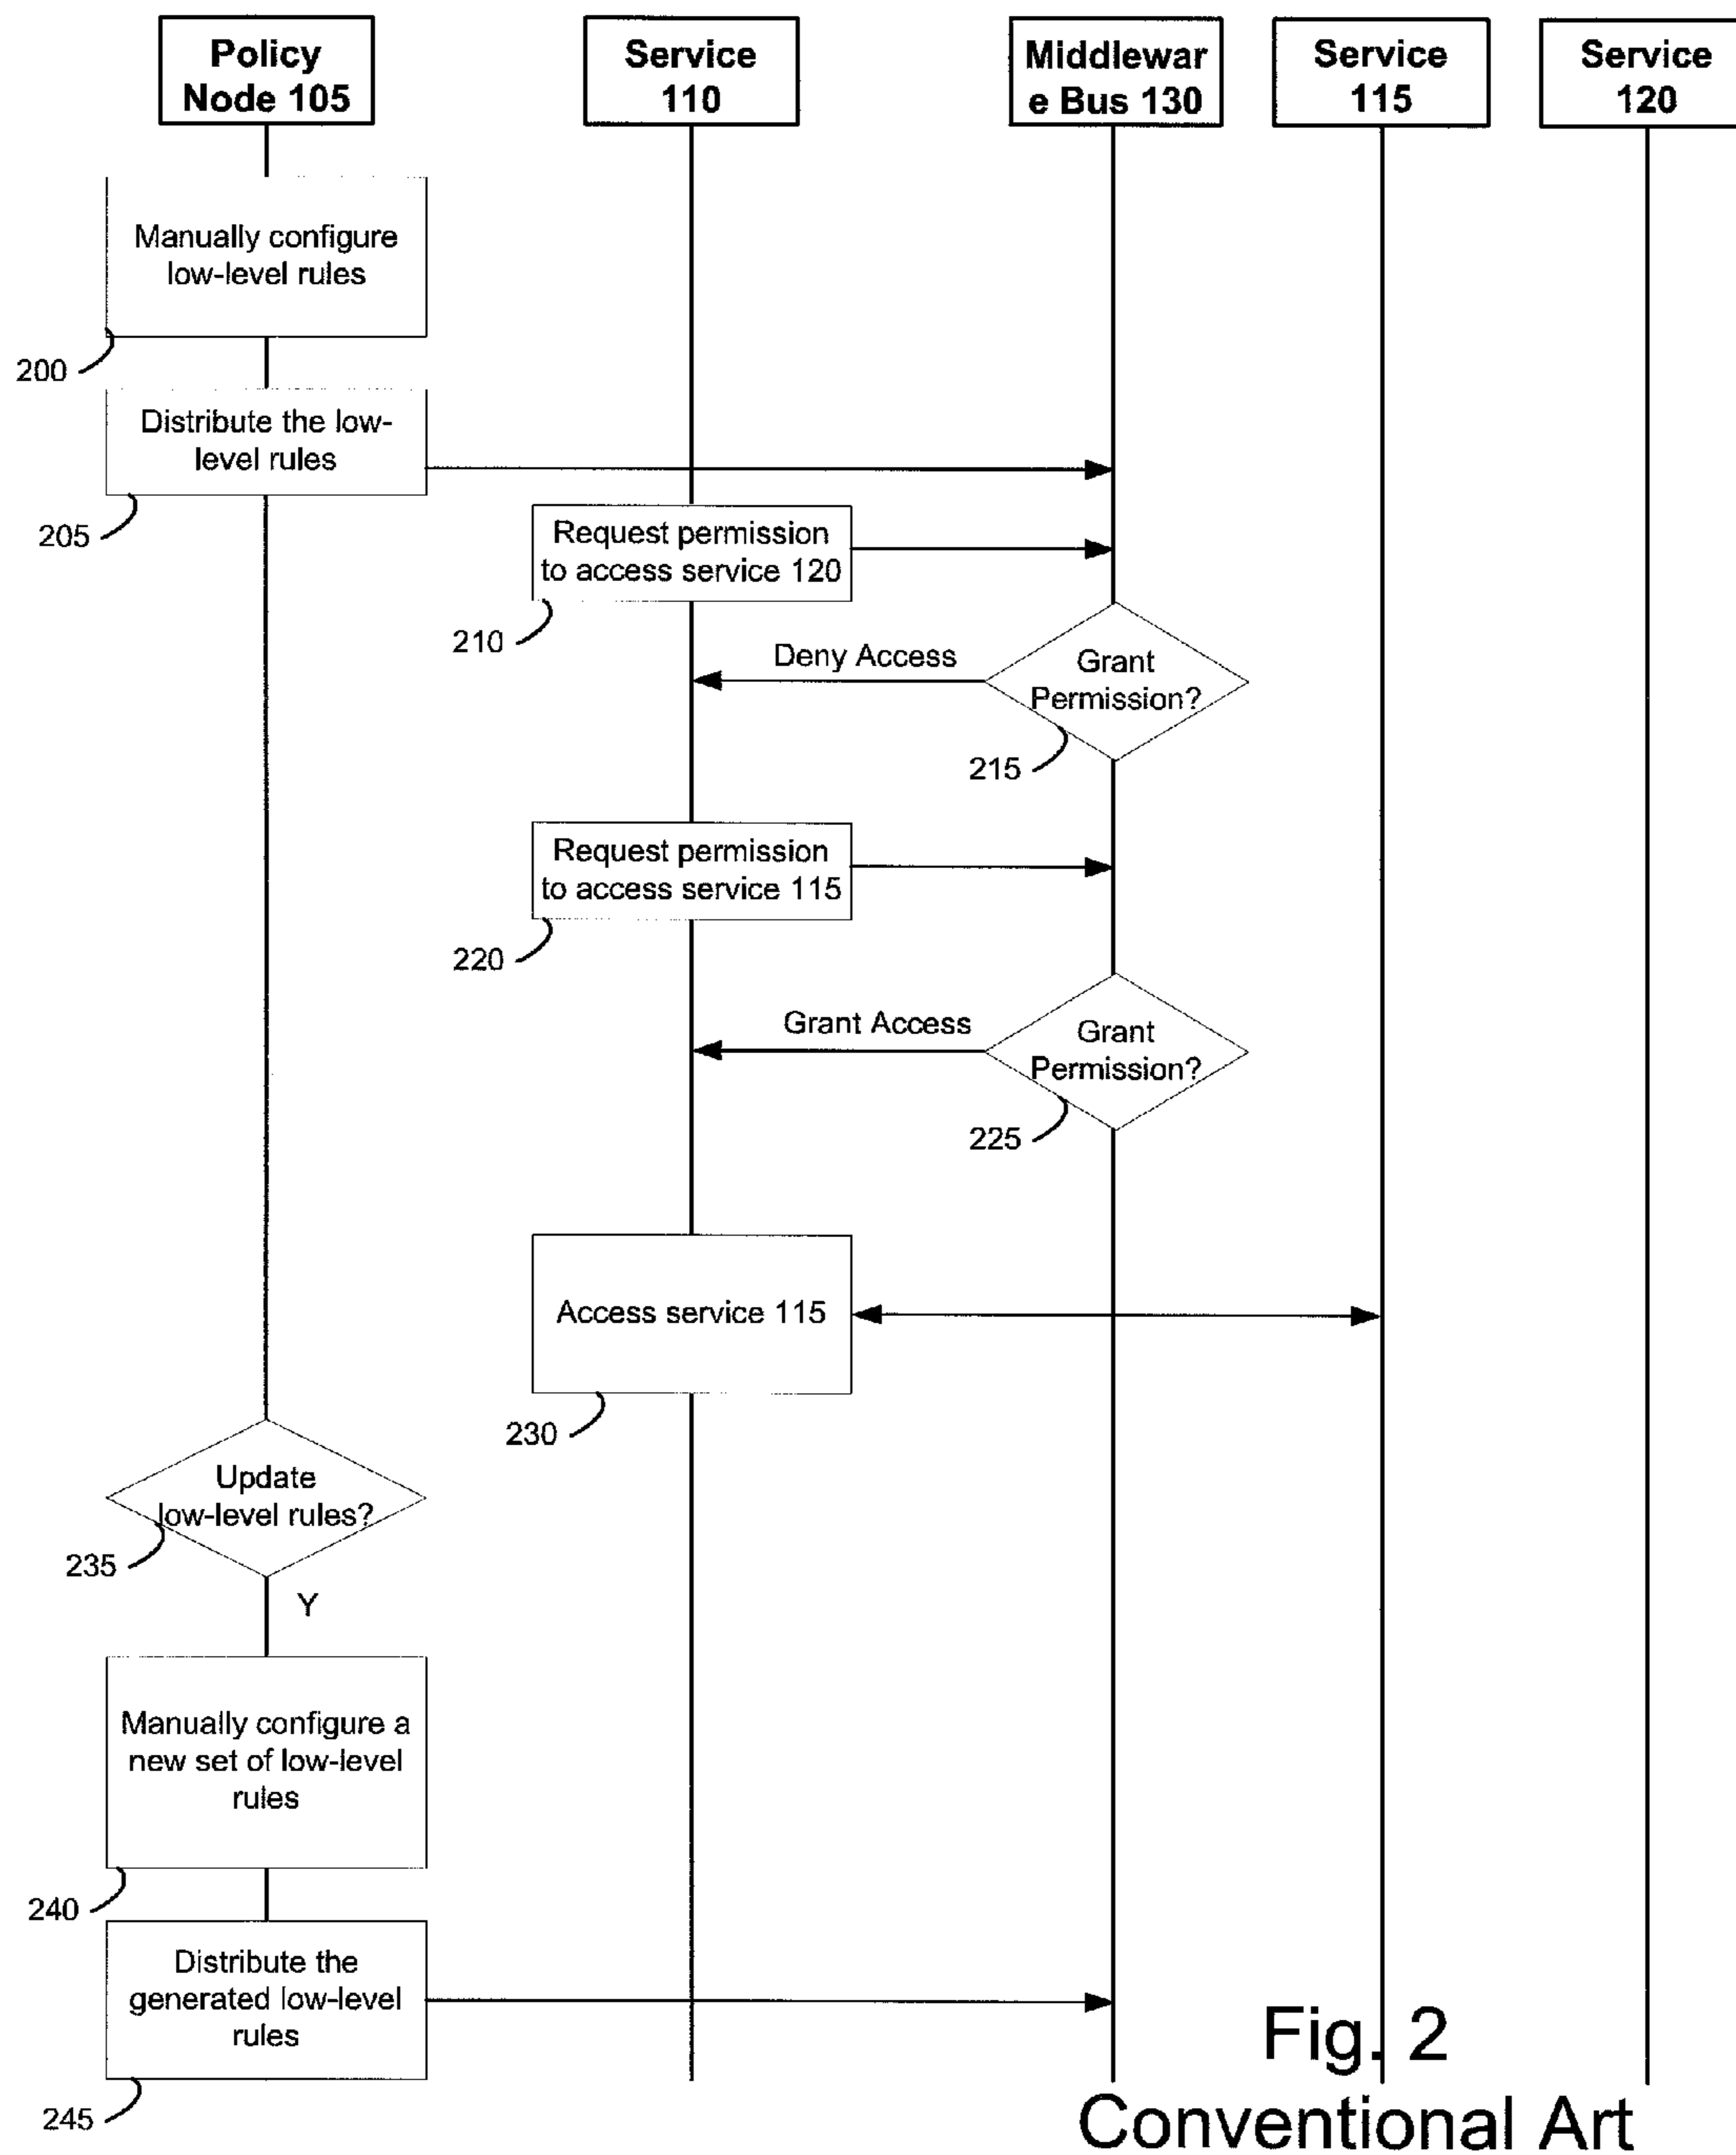 Policy
Node 105
Service
110
Middlewar
e Bus 130
Service
115
Service
120
Manually configure
low-level rules
200
Distribute the low-
level rules
205
Request permission
to access service 120
210
Deny Access
Grant
Permission?
215
Request permission
to access service 115
220
Grant Access
Grant
Permission?
225
Access service 115
230
Update
low-level rules?
235
Y
Manually configure a
new set of low-level
rules
240
Distribute the
generated low-level
rules
245
Fig. 2
Conventional Art